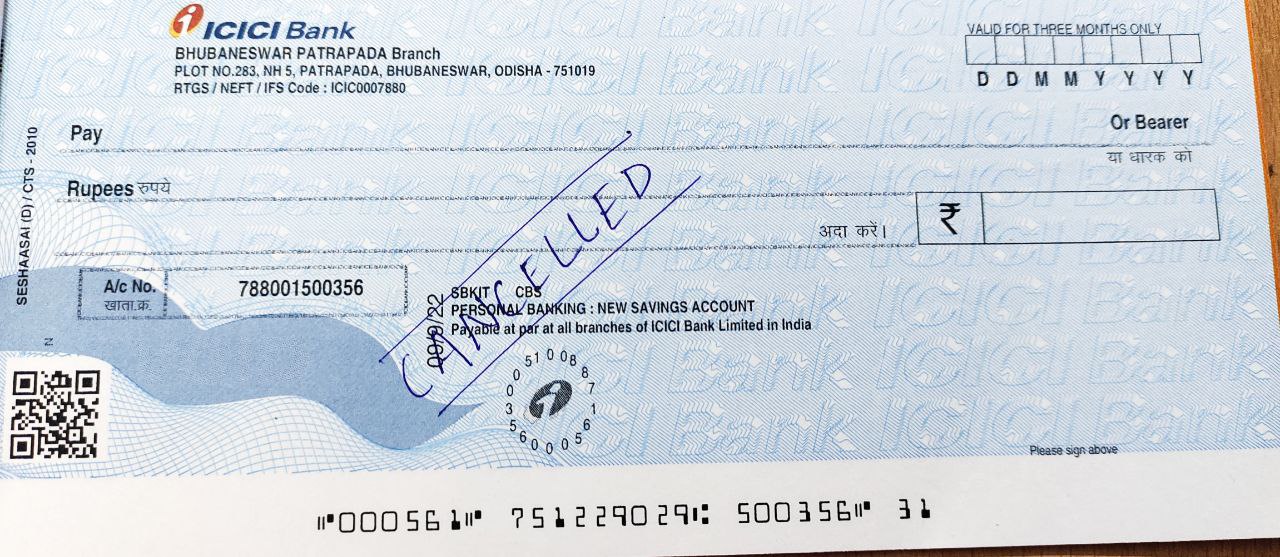 ICICI Bank
BHUBANESWAR PATRAPADA Branch
PLOT NO.283, NH 5, PATRAPADA, BHUBANESWAR, ODISHA - 751019
RTGS / NEFT / IFS Code : ICIC0007880
VALID FOR THREE MONTHS ONLY
D D M M Y Y Y Y
Pay
Or Bearer
या धारक को
Rupees रुपये
अदा करें।
₹
SESHAASAI (D) / CTS - 2010
A/c No.
खाता.क्र.
788001500356
CANCELLED
09/9/22
SBKIT CBS
PERSONAL BANKING : NEW SAVINGS ACCOUNT
Payable at par at all branches of ICICI Bank Limited in India
N
51008871650006530 0
Please sign above
⑈000561⑈ 751229029⑆ 500356⑈ 31